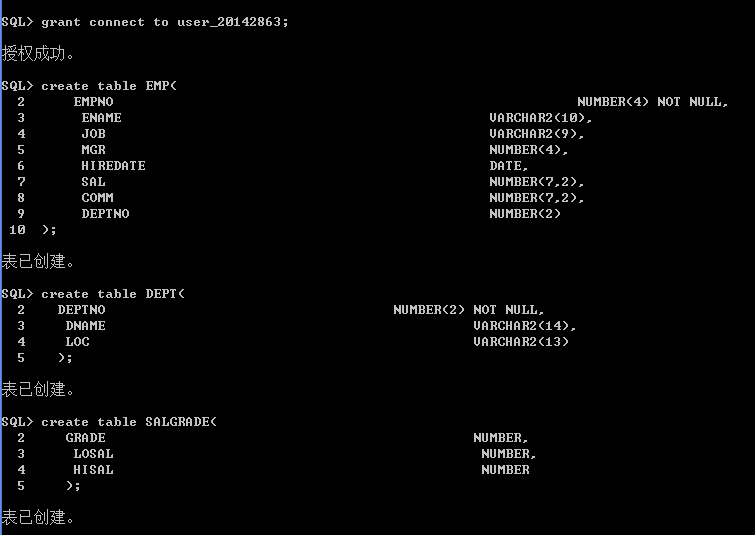 SQL> grant connect to user_20142863;
授权成功。
SQL> create table EMP(
2 EMPNO NUMBER(4) NOT NULL,
3 ENAME VARCHAR2(10),
4 JOB VARCHAR2(9),
5 MGR NUMBER(4),
6 HIREDATE DATE,
7 SAL NUMBER(7,2),
8 COMM NUMBER(7,2),
9 DEPTNO NUMBER(2)
10 );
表已创建。
SQL> create table DEPT(
2 DEPTNO NUMBER(2) NOT NULL,
3 DNAME VARCHAR2(14),
4 LOC VARCHAR2(13)
5 );
表已创建。
SQL> create table SALGRADE(
2 GRADE NUMBER,
3 LOSAL NUMBER,
4 HISAL NUMBER
5 );
表已创建。